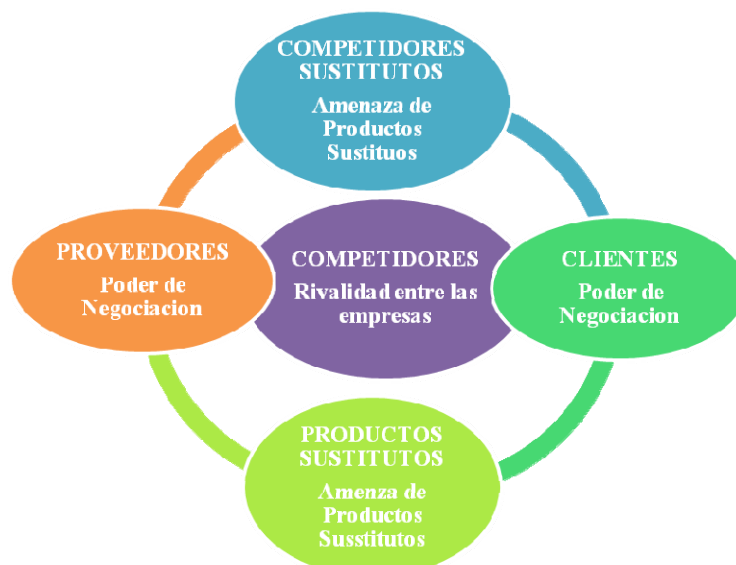 COMPETIDORES
SUSTITUTOS
Amenaza de
Productos
Sustituos
PROVEEDORES
Poder de
Negociacion
COMPETIDORES
Rivalidad entre las
empresas
CLIENTES
Poder de
Negociacion
PRODUCTOS
SUSTITUTOS
Amenza de
Productos
Susstitutos